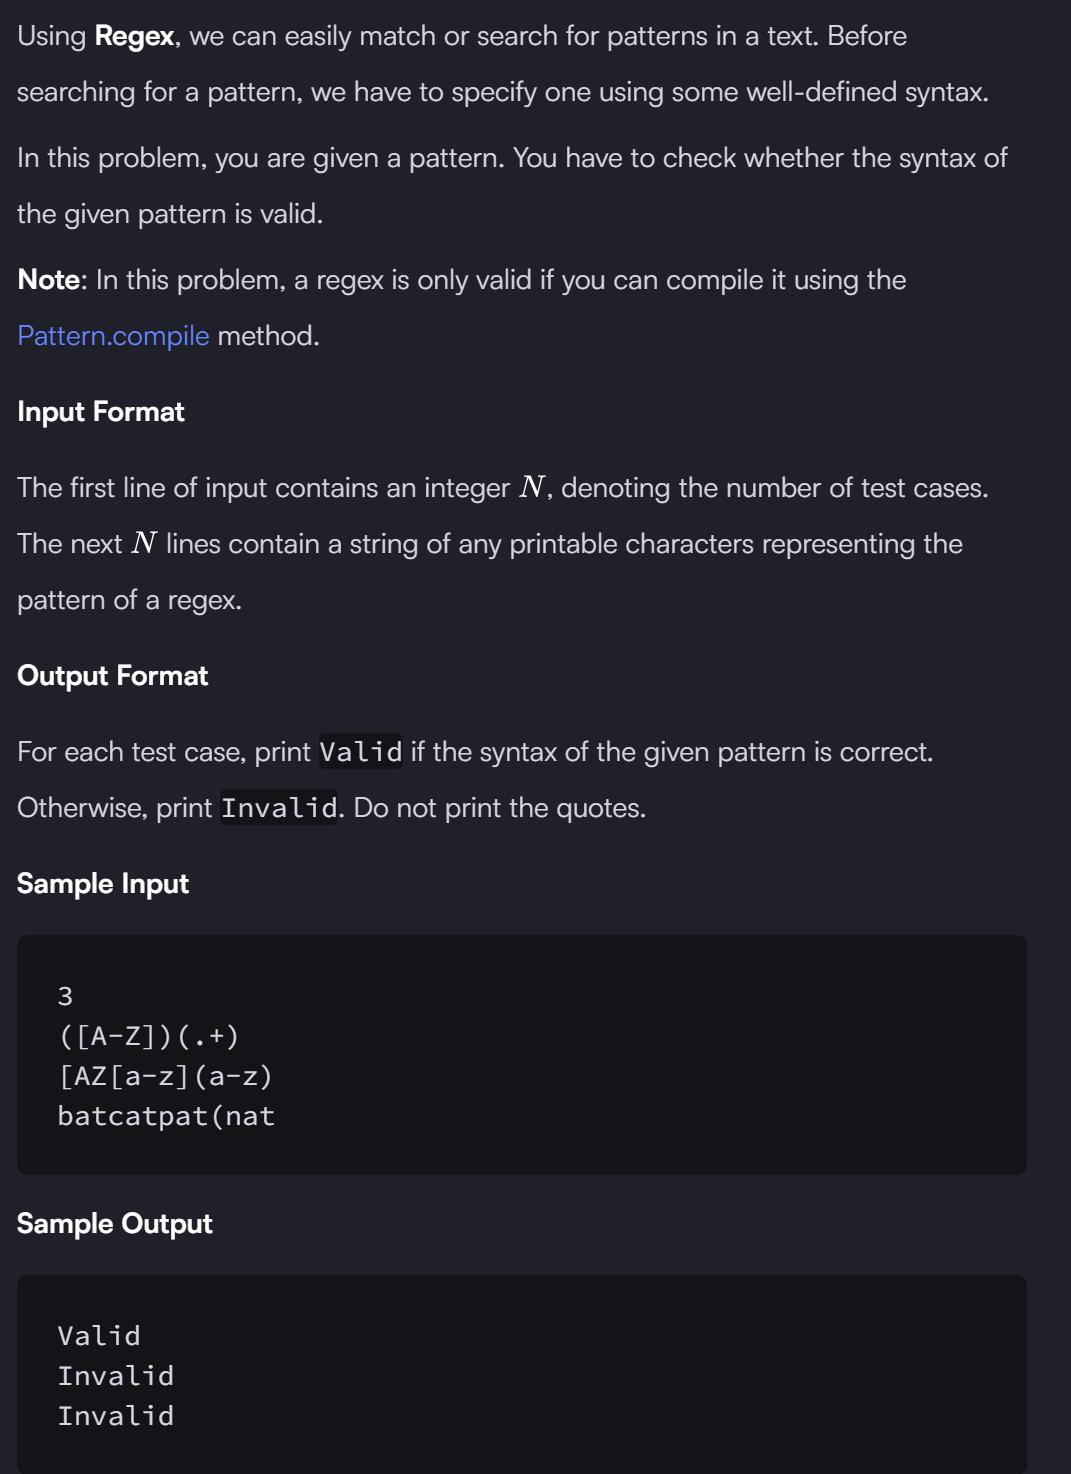 Using Regex, we can easily match or search for patterns in a text. Before
searching for a pattern, we have to specify one using some well-defined syntax.
In this problem, you are given a pattern. You have to check whether the syntax of
the given pattern is valid.
Note: In this problem, a regex is only valid if you can compile it using the
Pattern.compile method.
Input Format
The first line of input contains an integer N, denoting the number of test cases.
The next N lines contain a string of any printable characters representing the
pattern of a regex.
Output Format
For each test case, print Valid if the syntax of the given pattern is correct.
Otherwise, print Invalid. Do not print the quotes.
Sample Input
3
([A-Z])(.+)
[AZ[a-z](a-z)
batcatpat(nat
Sample Output
Valid
Invalid
Invalid